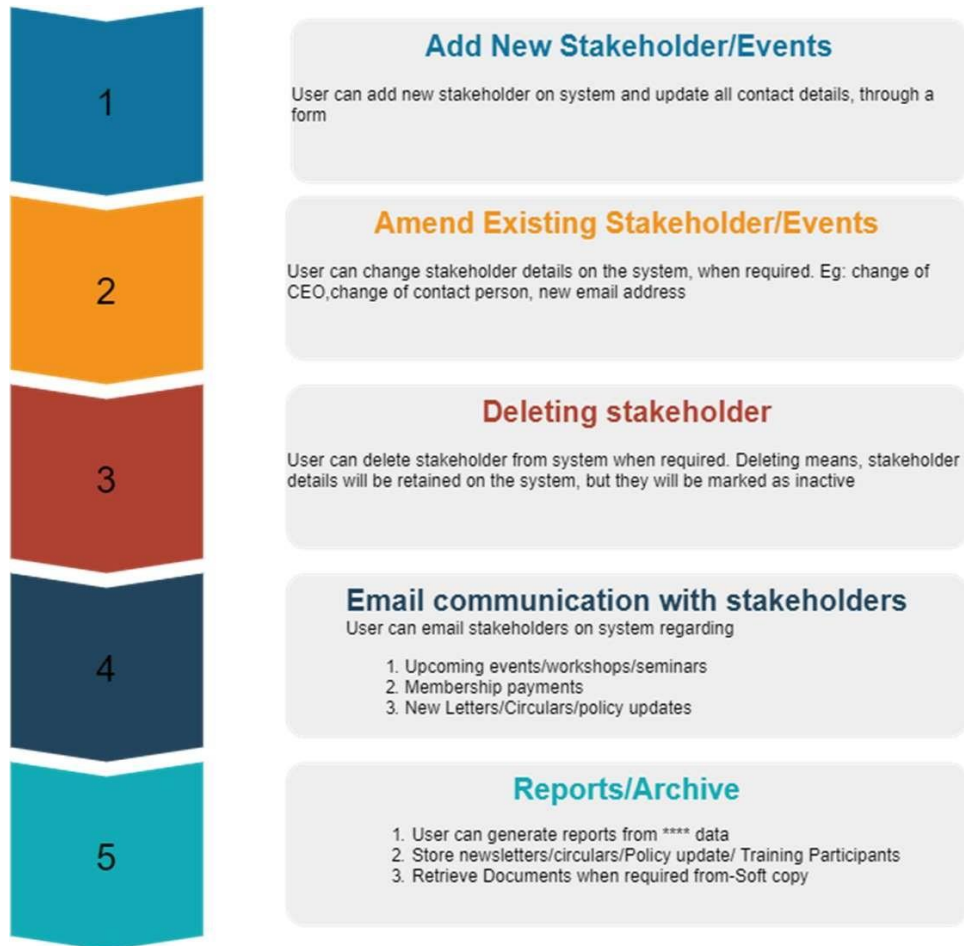 1
Add New Stakeholder/Events
User can add new stakeholder on system and update all contact details, through a
form
2
Amend Existing Stakeholder/Events
User can change stakeholder details on the system, when required. Eg: change of
CEO,change of contact person, new email address
3
Deleting stakeholder
User can delete stakeholder from system when required. Deleting means, stakeholder
details will be retained on the system, but they will be marked as inactive
4
Email communication with stakeholders
User can email stakeholders on system regarding
1. Upcoming events/workshops/seminars
2. Membership payments
3. New Letters/Circulars/policy updates
5
Reports/Archive
1. User can generate reports from **** data
2. Store newsletters/circulars/Policy update/ Training Participants
3. Retrieve Documents when required from-Soft copy